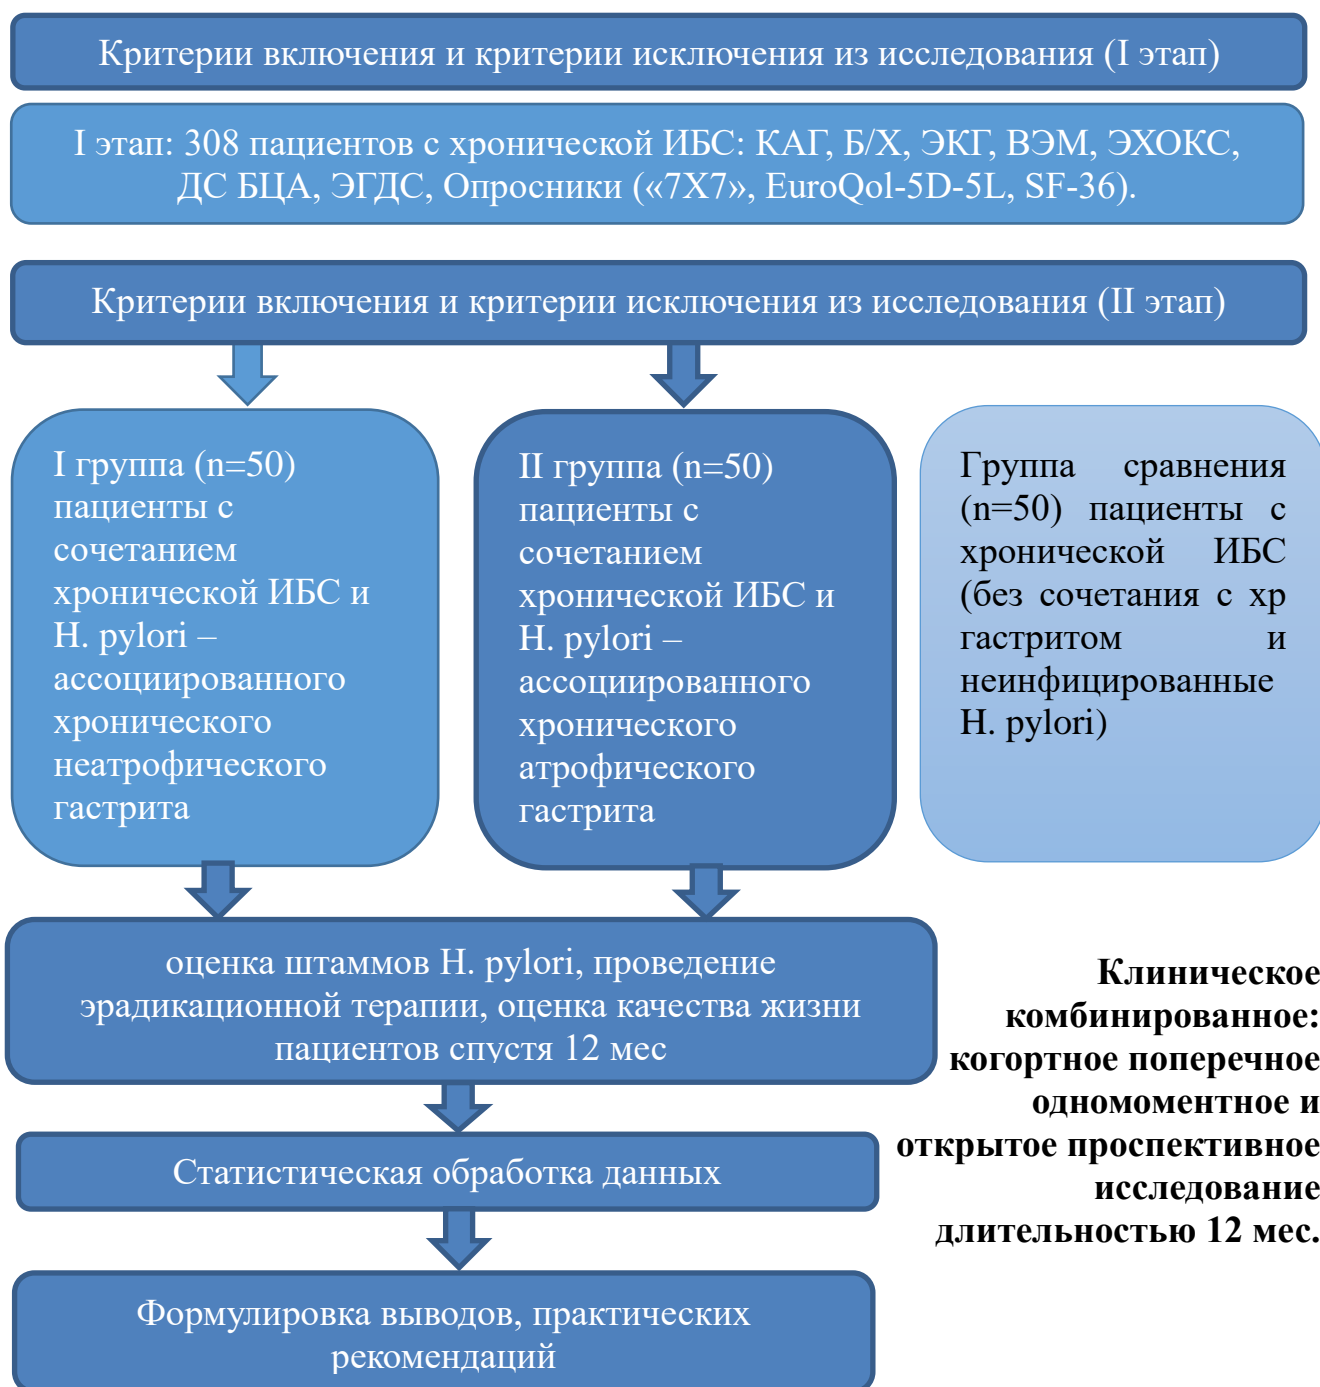 Критерии включения и критерии исключения из исследования (I этап)
I этап: 308 пациентов с хронической ИБС: КАГ, Б/Х, ЭКГ, ВЭМ, ЭХОКС,
ДС БЦА, ЭГДС, Опросники («7Х7», EuroQol-5D-5L, SF-36).
Критерии включения и критерии исключения из исследования (II этап)
I группа (n=50)
пациенты с
сочетанием
хронической ИБС и
H. pylori –
ассоциированного
хронического
неатрофического
гастрита
II группа (n=50)
пациенты с
сочетанием
хронической ИБС и
H. pylori –
ассоциированного
хронического
атрофического
гастрита
Группа сравнения
(n=50) пациенты с
хронической ИБС
(без сочетания с хр
гастритом и
неинфицированные
H. pylori)
оценка штаммов H. pylori, проведение
эрадикационной терапии, оценка качества жизни
пациентов спустя 12 мес
Клиническое
комбинированное:
когортное поперечное
одномоментное и
открытое проспективное
исследование
длительностью 12 мес.
Статистическая обработка данных
Формулировка выводов, практических
рекомендаций